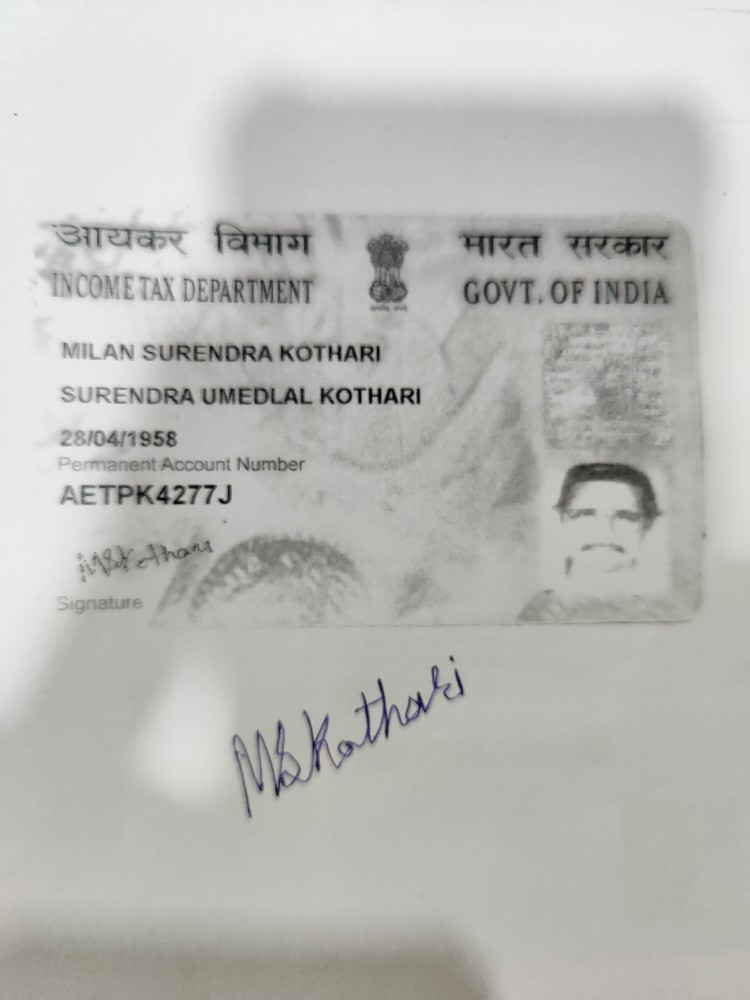 आयकर विभाग भारत सरकार
INCOME TAX DEPARTMENT GOVT. OF INDIA
MILAN SURENDRA KOTHARI
SURENDRA UMEDLAL KOTHARI
28/04/1958
Permanent Account Number
AETPK4277J
MSKothari
Signature
MSKothari